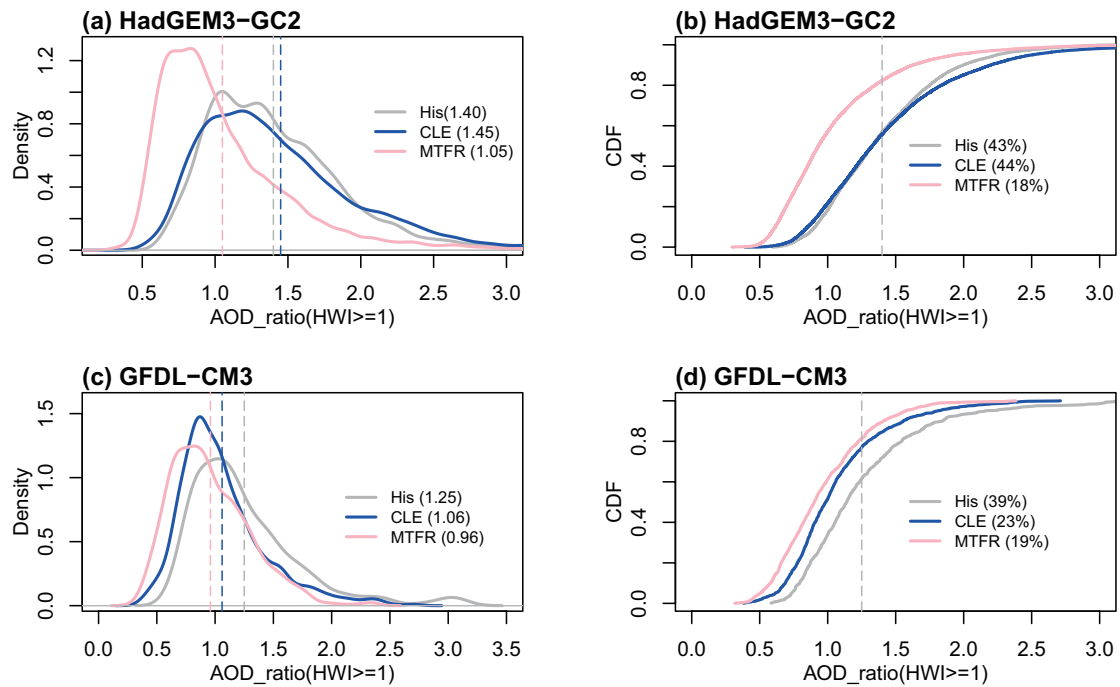 (a) HadGEM3−GC2
Density
0.0 0.4 0.8 1.2
His(1.40)
CLE (1.45)
MTFR (1.05)
0.5 1.0 1.5 2.0 2.5 3.0
AOD_ratio(HWI>=1)
(b) HadGEM3−GC2
CDF
0.0 0.4 0.8
His (43%)
CLE (44%)
MTFR (18%)
0.0 0.5 1.0 1.5 2.0 2.5 3.0
AOD_ratio(HWI>=1)
(c) GFDL−CM3
Density
0.0 0.5 1.0 1.5
His (1.25)
CLE (1.06)
MTFR (0.96)
0.0 0.5 1.0 1.5 2.0 2.5 3.0 3.5
AOD_ratio(HWI>=1)
(d) GFDL−CM3
CDF
0.0 0.4 0.8
His (39%)
CLE (23%)
MTFR (19%)
0.0 0.5 1.0 1.5 2.0 2.5 3.0
AOD_ratio(HWI>=1)